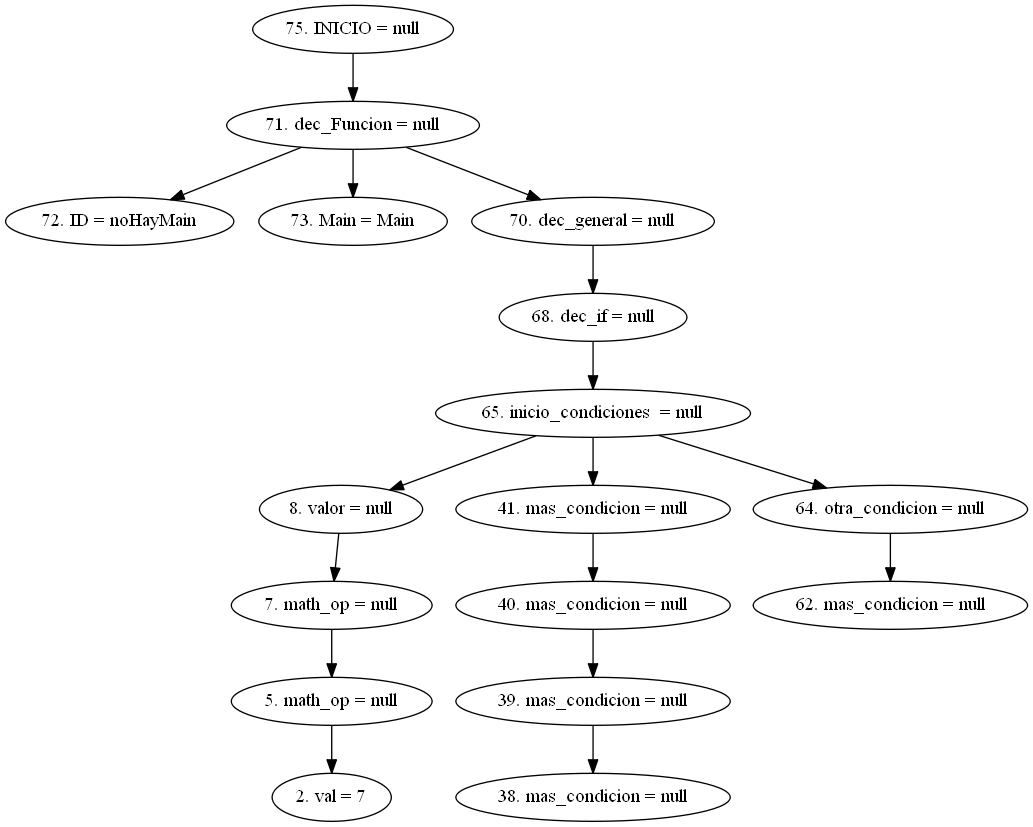 75. INICIO = null
71. dec_Funcion = null
72. ID = noHayMain
73. Main = Main
70. dec_general = null
68. dec_if = null
65. inicio_condiciones  = null
8. valor = null
41. mas_condicion = null
64. otra_condicion = null
7. math_op = null
40. mas_condicion = null
62. mas_condicion = null
5. math_op = null
39. mas_condicion = null
2. val = 7
38. mas_condicion = null